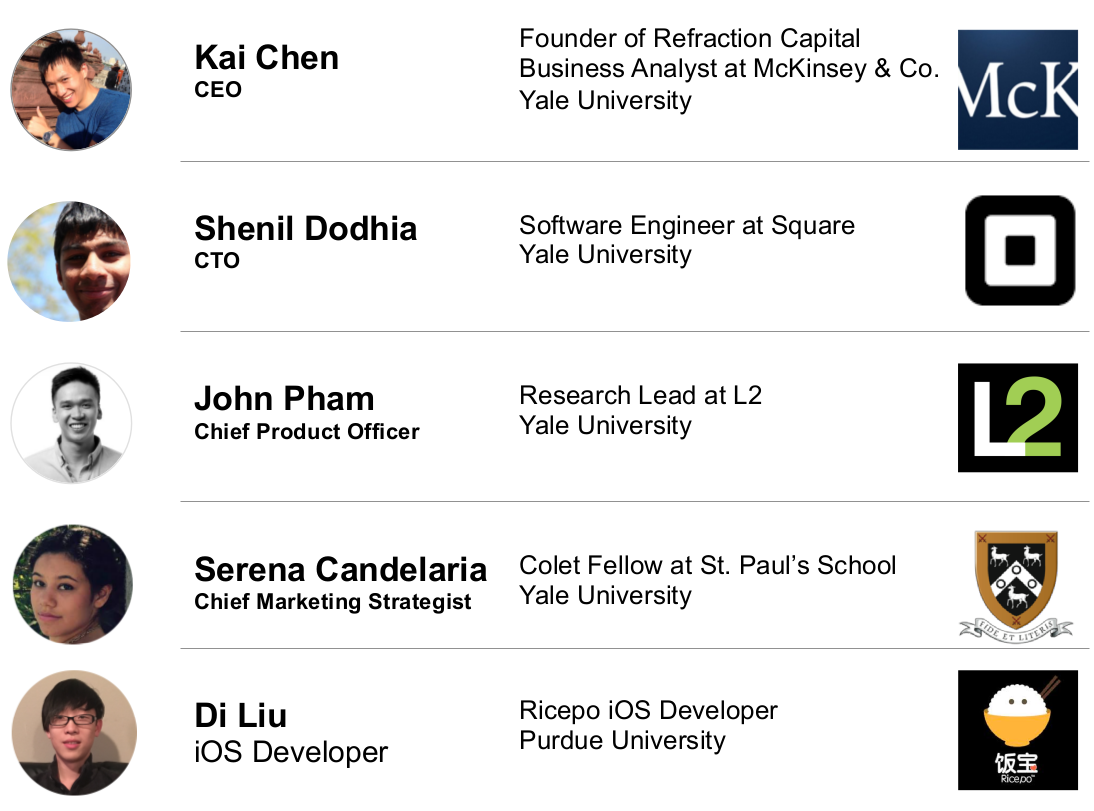 Kai Chen
CEO
Founder of Refraction Capital
Business Analyst at McKinsey & Co.
Yale University
McK
Shenil Dodhia
CTO
Software Engineer at Square
Yale University
John Pham
Chief Product Officer
Research Lead at L2
Yale University
L2
Serena Candelaria
Chief Marketing Strategist
Colet Fellow at St. Paul’s School
Yale University
FIDE ET LITERIS
Di Liu
iOS Developer
Ricepo iOS Developer
Purdue University
饭宝
Ricepo™